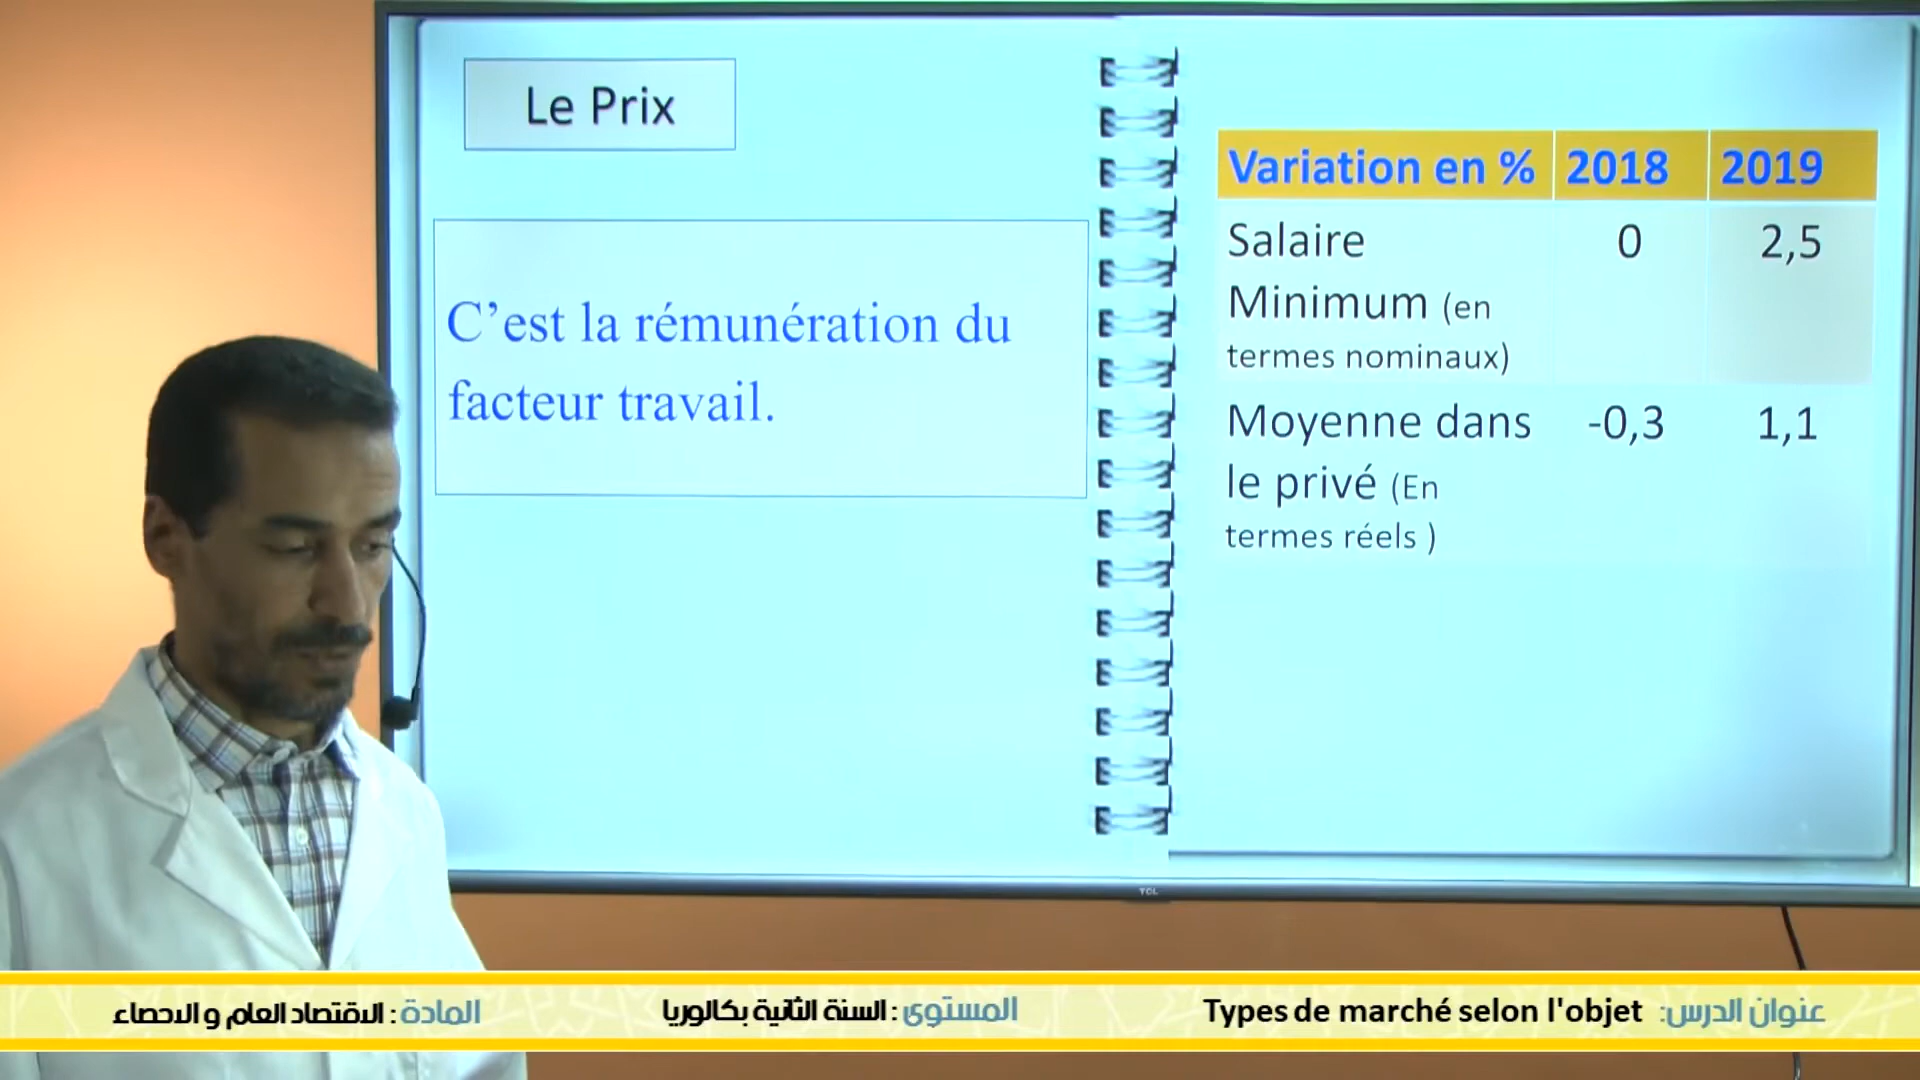 Le Prix
C’est la rémunération du
facteur travail.
Variation en % 2018 2019
Salaire 0 2,5
Minimum (en
termes nominaux)
Moyenne dans -0,3 1,1
le privé (En
termes réels )
TCL
عنوان الدرس: Types de marché selon l'objet
المستوى : السنة الثانية بكالوريا
المادة : الاقتصاد العام و الاحصاء